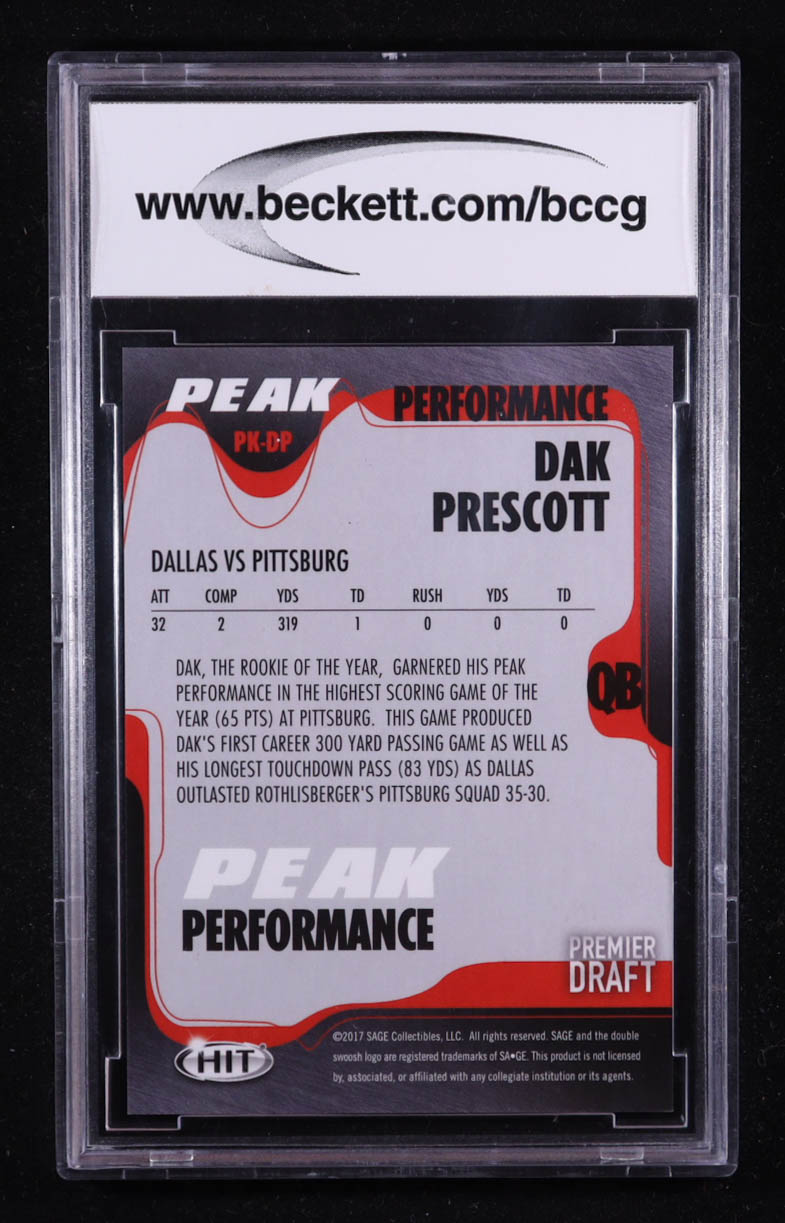 www.beckett.com/bccg
PEAK PERFORMANCE
PK-DP
DAK
PRESCOTT
DALLAS VS PITTSBURG
ATT COMP YDS TD RUSH YDS TD
32 2 319 1 0 0 0
DAK, THE ROOKIE OF THE YEAR, GARNERED HIS PEAK
PERFORMANCE IN THE HIGHEST SCORING GAME OF THE
YEAR (65 PTS) AT PITTSBURG. THIS GAME PRODUCED
DAK'S FIRST CAREER 300 YARD PASSING GAME AS WELL AS
HIS LONGEST TOUCHDOWN PASS (83 YDS) AS DALLAS
OUTLASTED ROTHLISBERGER'S PITTSBURG SQUAD 35-30.
QB
PEAK
PERFORMANCE
PREMIER
DRAFT
HIT
©2017 SAGE Collectibles, LLC. All rights reserved. SAGE and the double
swoosh logo are registered trademarks of SA•GE. This product is not licensed
by, associated, or affiliated with any collegiate institution or its agents.